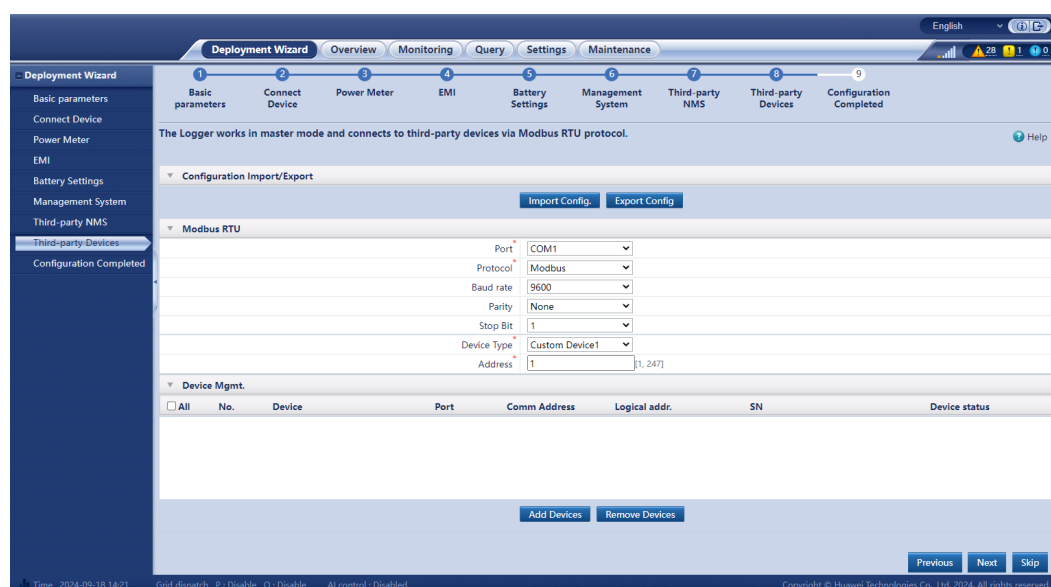 English
28 1 0
Deployment Wizard Overview Monitoring Query Settings Maintenance
Deployment Wizard
Basic parameters
Connect Device
Power Meter
EMI
Battery Settings
Management System
Third-party NMS
Third-party Devices
Configuration Completed
1 2 3 4 5 6 7 8 9
Basic parameters
Connect Device
Power Meter
EMI
Battery Settings
Management System
Third-party NMS
Third-party Devices
Configuration Completed
The Logger works in master mode and connects to third-party devices via Modbus RTU protocol.
Help
Configuration Import/Export
Import Config. Export Config
Modbus RTU
Port* COM1
Protocol* Modbus
Baud rate 9600
Parity None
Stop Bit 1
Device Type* Custom Device1
Address* 1 [1, 247]
Device Mgmt.
All No. Device Port Comm Address Logical addr. SN Device status
Add Devices Remove Devices
Previous Next Skip
Time 2024-09-18 14:21 Grid dispatch P : Disable Q : Disable AI control : Disabled Copyright © Huawei Technologies Co., Ltd. 2024. All rights reserved.